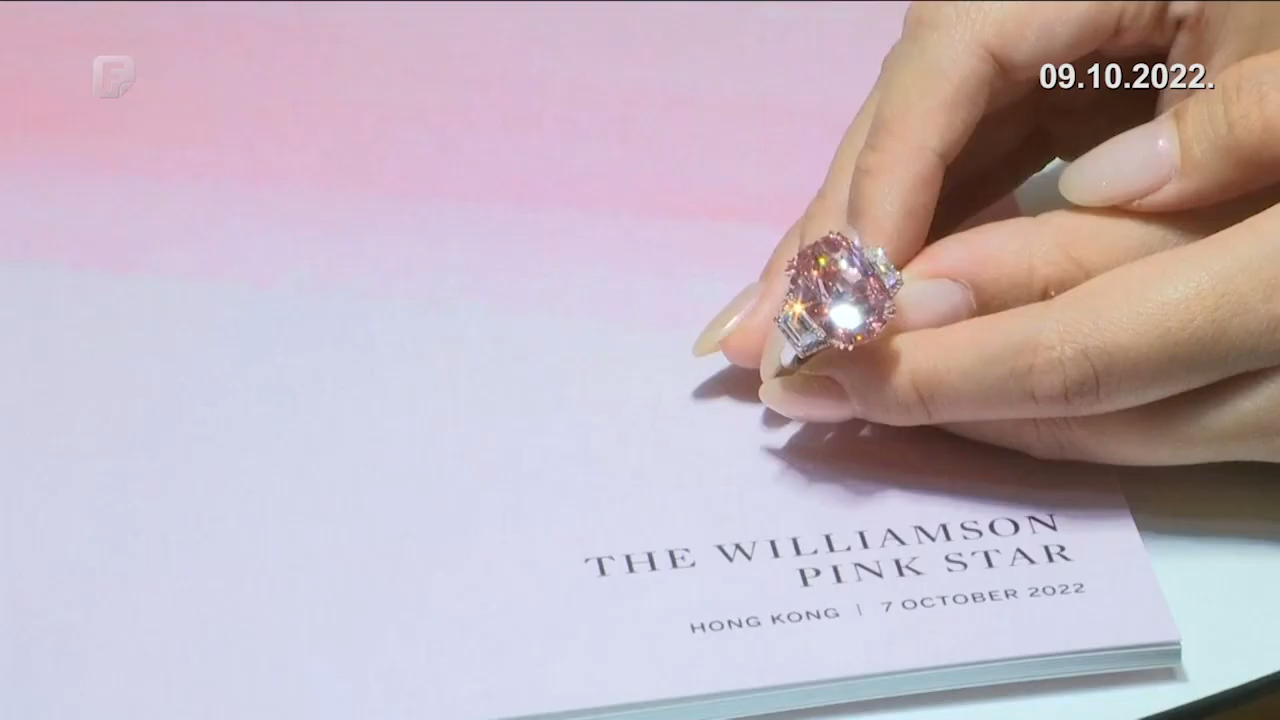 09.10.2022.
THE WILLIAMSON
PINK STAR
HONG KONG | 7 OCTOBER 2022